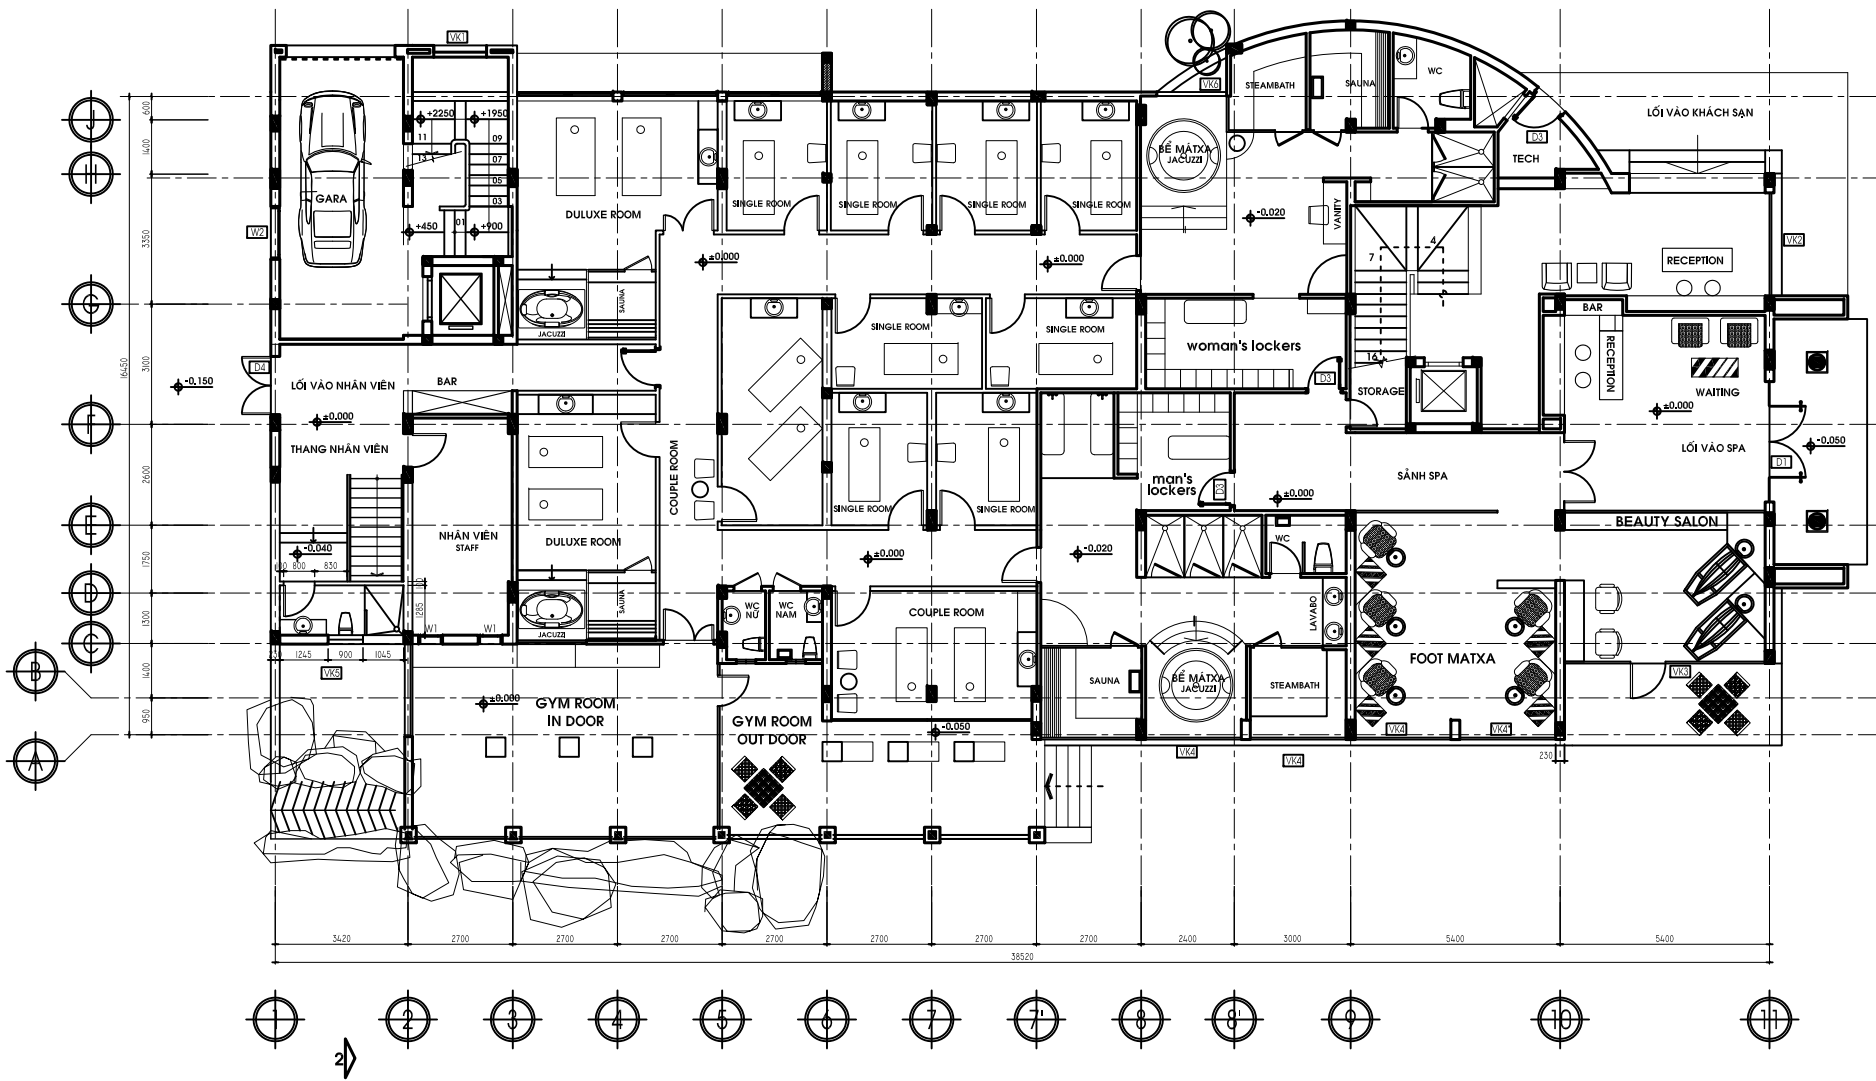 VK1
VK6
STEAMBATH
SAUNA
WC
LỐI VÀO KHÁCH SẠN
D3
TECH
J
H
G
F
E
D
C
B
A
600
1400
3350
3100
2600
1750
1300
1400
950
16450
+2250
+1950
11
13
09
07
05
03
01
+450
+900
GARA
W2
DULUXE ROOM
SINGLE ROOM
SINGLE ROOM
SINGLE ROOM
SINGLE ROOM
BỂ MÁTXA
JACUZZI
-0.020
VANITY
4
7
16
VK2
RECEPTION
±0.000
±0.000
JACUZZI
SAUNA
SINGLE ROOM
SINGLE ROOM
woman's lockers
D3
STORAGE
BAR
RECEPTION
WAITING
±0.000
-0.150
D4
LỐI VÀO NHÂN VIÊN
BAR
±0.000
THANG NHÂN VIÊN
COUPLE ROOM
SINGLE ROOM
SINGLE ROOM
man's
lockers
D3
±0.000
SẢNH SPA
LỐI VÀO SPA
D1
-0.050
NHÂN VIÊN
STAFF
DULUXE ROOM
-0.040
100
800
830
1285
±0.000
-0.020
WC
BEAUTY SALON
JACUZZI
SAUNA
WC
NỮ
WC
NAM
COUPLE ROOM
LAVABO
W1
W1
230
1245
900
1045
VK5
SAUNA
BỂ MÁTXA
JACUZZI
STEAMBATH
FOOT MATXA
VK3
±0.000
GYM ROOM
IN DOOR
GYM ROOM
OUT DOOR
-0.050
VK4
VK4
VK4
VK4"
230
3420
2700
2700
2700
2700
2700
2700
2700
2400
3000
5400
5400
38520
1
2
3
4
5
6
7
7'
8
8'
9
10
11
2